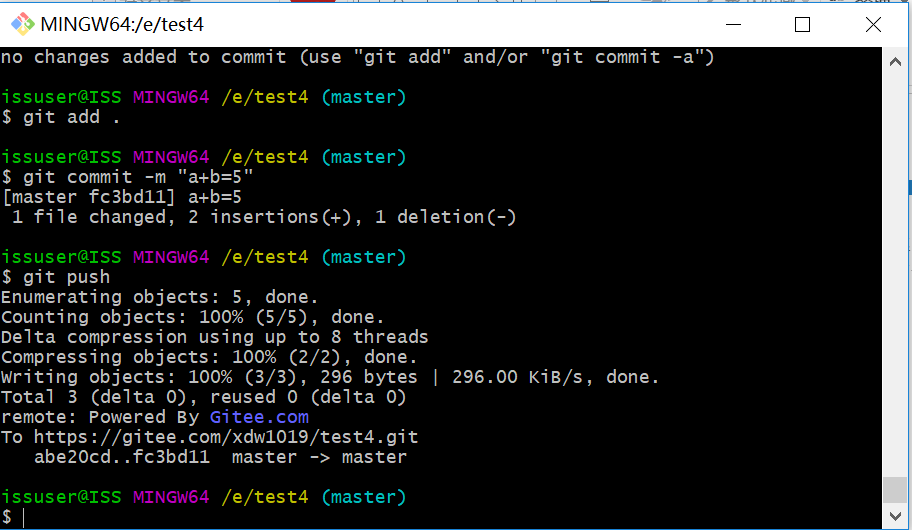 MINGW64:/e/test4
no changes added to commit (use "git add" and/or "git commit -a")
issuser@ISS MINGW64 /e/test4 (master)
$ git add .
issuser@ISS MINGW64 /e/test4 (master)
$ git commit -m "a+b=5"
[master fc3bd11] a+b=5
 1 file changed, 2 insertions(+), 1 deletion(-)
issuser@ISS MINGW64 /e/test4 (master)
$ git push
Enumerating objects: 5, done.
Counting objects: 100% (5/5), done.
Delta compression using up to 8 threads
Compressing objects: 100% (2/2), done.
Writing objects: 100% (3/3), 296 bytes | 296.00 KiB/s, done.
Total 3 (delta 0), reused 0 (delta 0)
remote: Powered By Gitee.com
To https://gitee.com/xdw1019/test4.git
   abe20cd..fc3bd11  master -> master
issuser@ISS MINGW64 /e/test4 (master)
$